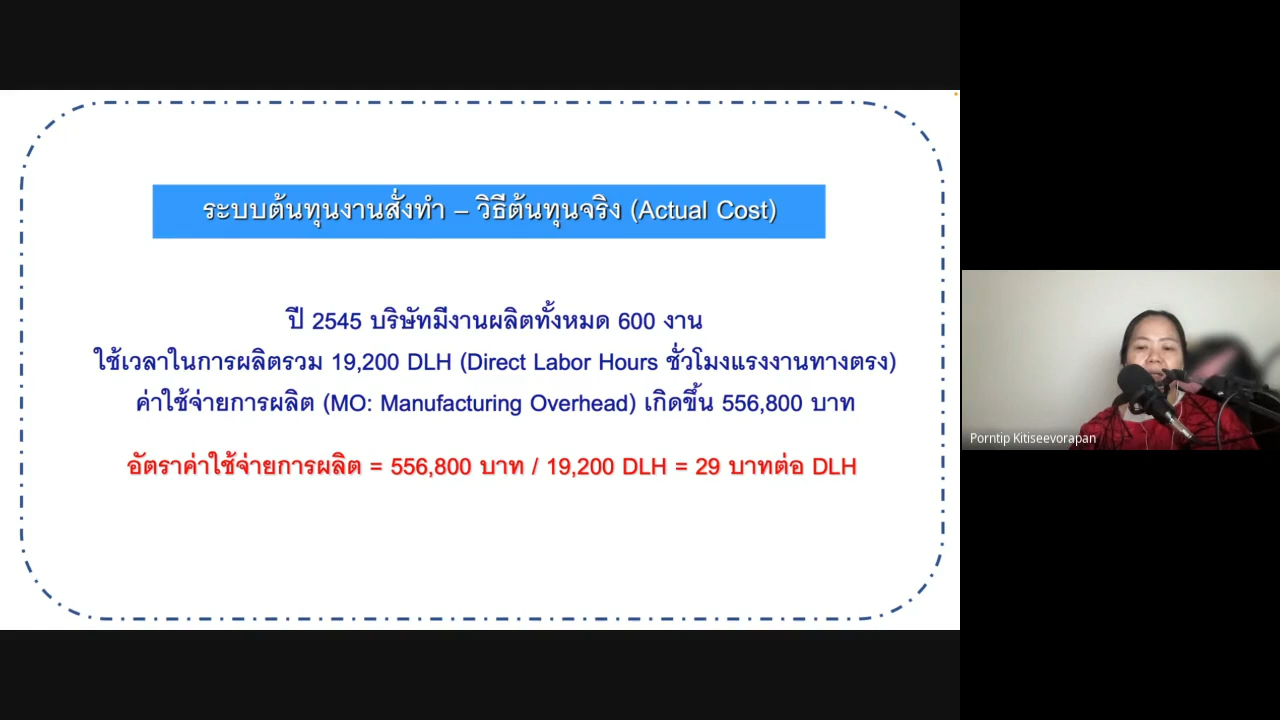 ระบบต้นทุนงานสั่งทำ – วิธีต้นทุนจริง (Actual Cost)
ปี 2545 บริษัทมีงานผลิตทั้งหมด 600 งาน
ใช้เวลาในการผลิตรวม 19,200 DLH (Direct Labor Hours ชั่วโมงแรงงานทางตรง)
ค่าใช้จ่ายการผลิต (MO: Manufacturing Overhead) เกิดขึ้น 556,800 บาท
อัตราค่าใช้จ่ายการผลิต = 556,800 บาท / 19,200 DLH = 29 บาทต่อ DLH
Porntip Kitiseevorapan